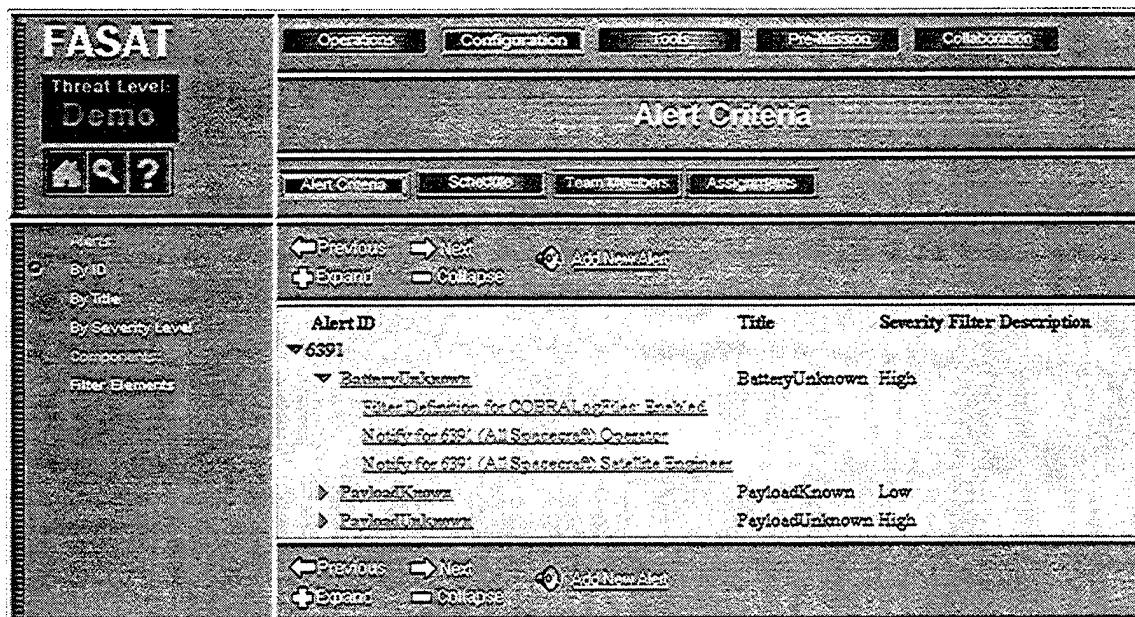 FASAT
Threat Level:
Demo
Operations Configuration Tools Pre-Mission Collaboration
Alert Criteria
Alert Criteria Schedule Team Members Assignments
Alerts
By ID
By Title
By Severity Level
Components
Filter Elements
Previous Next Add New Alert
Expand Collapse
Alert ID Title Severity Filter Description
6391
BatteryUnknown BatteryUnknown High
Filter Definition for COBRALogFiles: Enabled
Notify for 6391 (All Spacecraft) Operator
Notify for 6391 (All Spacecraft) Satellite Engineer
PayloadKnown PayloadKnown Low
PayloadUnknown PayloadUnknown High
Previous Next Add New Alert
Expand Collapse